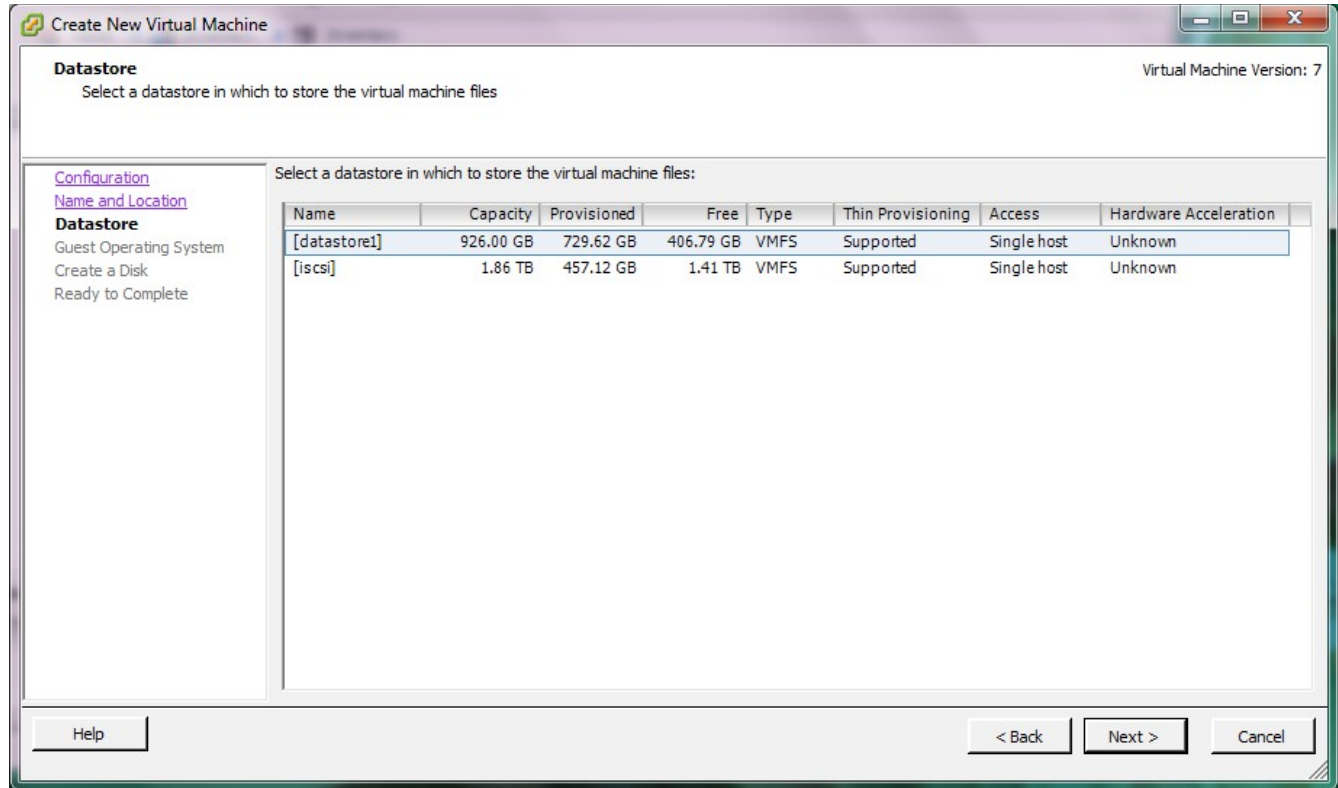 Create New Virtual Machine
Datastore
Select a datastore in which to store the virtual machine files
Virtual Machine Version: 7
Configuration
Name and Location
Datastore
Guest Operating System
Create a Disk
Ready to Complete
Select a datastore in which to store the virtual machine files:
Name Capacity Provisioned Free Type Thin Provisioning Access Hardware Acceleration
[datastore1] 926.00 GB 729.62 GB 406.79 GB VMFS Supported Single host Unknown
[iscsi] 1.86 TB 457.12 GB 1.41 TB VMFS Supported Single host Unknown
Help < Back Next > Cancel